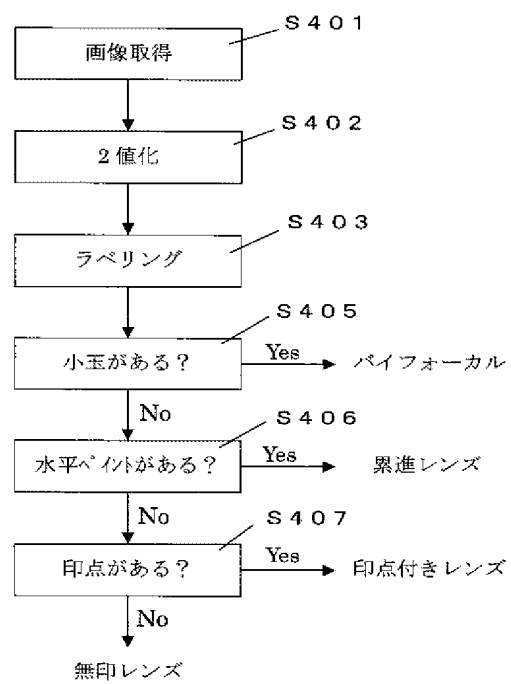 S401
画像取得
S402
2値化
S403
ラベリング
S405
小玉がある?
Yes
バイフォーカル
No
S406
水平ペイントがある?
Yes
累進レンズ
No
S407
印点がある?
Yes
印点付きレンズ
No
無印レンズ